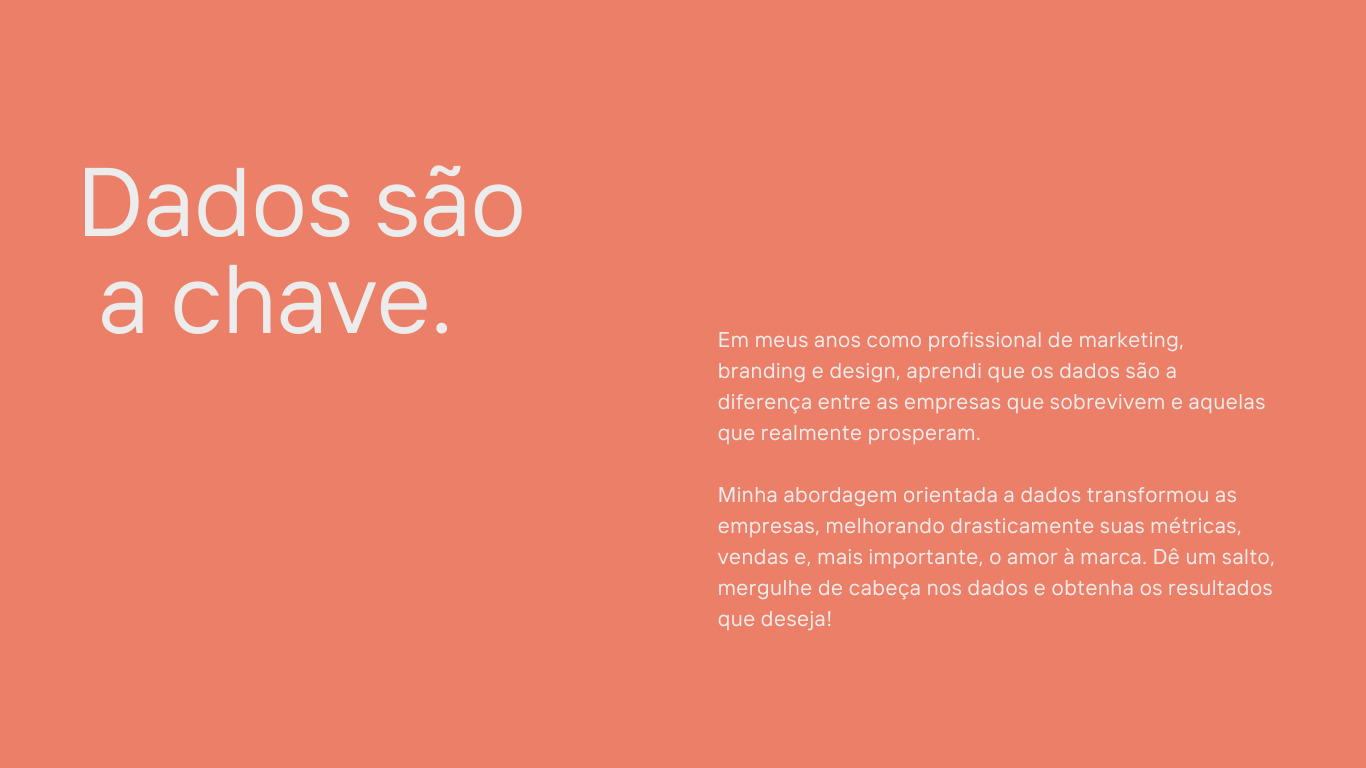 Dados são
a chave.
Em meus anos como profissional de marketing,
branding e design, aprendi que os dados são a
diferença entre as empresas que sobrevivem e aquelas
que realmente prosperam.
Minha abordagem orientada a dados transformou as
empresas, melhorando drasticamente suas métricas,
vendas e, mais importante, o amor à marca. Dê um salto,
mergulhe de cabeça nos dados e obtenha os resultados
que deseja!